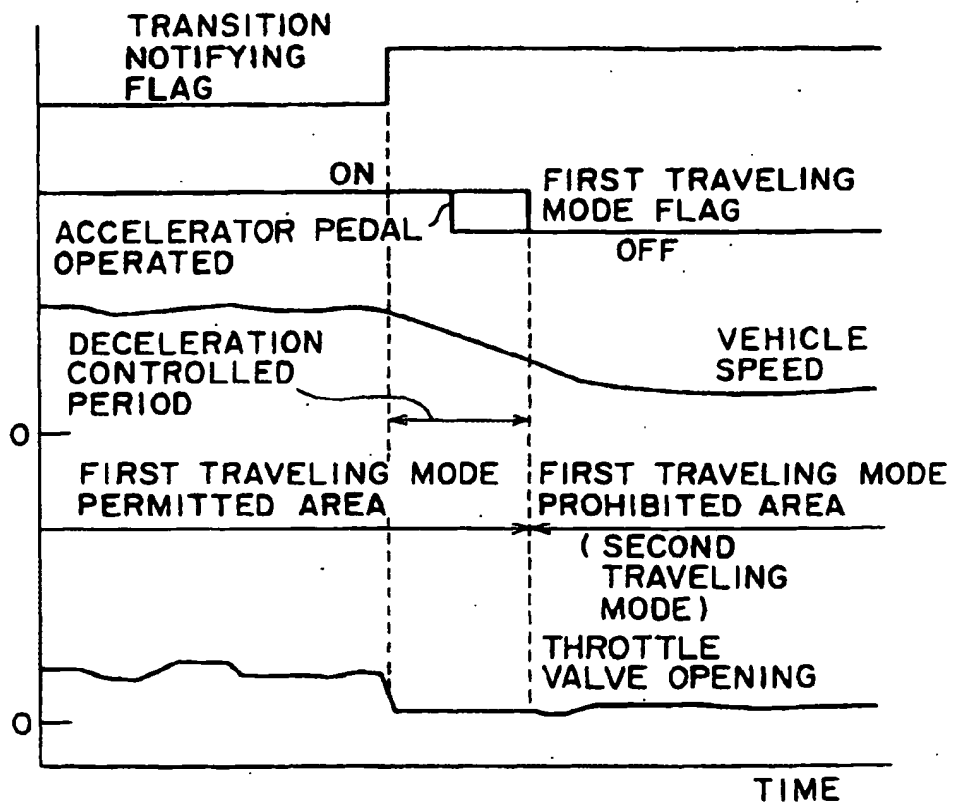 TRANSITION
NOTIFYING
FLAG
ON
FIRST TRAVELING
MODE FLAG
ACCELERATOR PEDAL
OPERATED
OFF
DECELERATION
CONTROLLED
PERIOD
VEHICLE
SPEED
0
FIRST TRAVELING MODE
PERMITTED AREA
FIRST TRAVELING MODE
PROHIBITED AREA
(SECOND
TRAVELING
MODE)
THROTTLE
VALVE OPENING
0
TIME